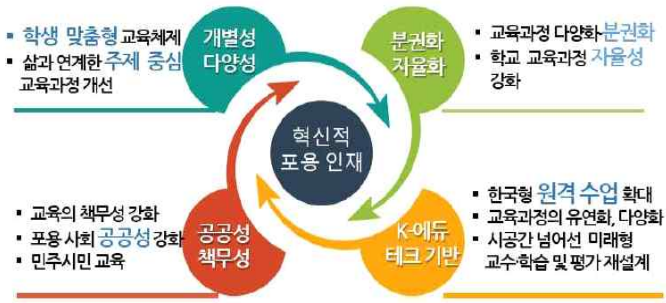 ▪ 학생 맞춤형 교육체제
▪ 삶과 연계한 주제 중심
교육과정 개선
개별성
다양성
분권화
자율화
▪ 교육과정 다양화·분권화
▪ 학교 교육과정 자율성
강화
혁신적
포용 인재
▪ 교육의 책무성 강화
▪ 포용 사회 공공성 강화
▪ 민주시민 교육
공공성
책무성
K-에듀
테크 기반
▪ 한국형 원격 수업 확대
▪ 교육과정의 유연화, 다양화
▪ 시공간 넘어선 미래형
교수·학습 및 평가 재설계